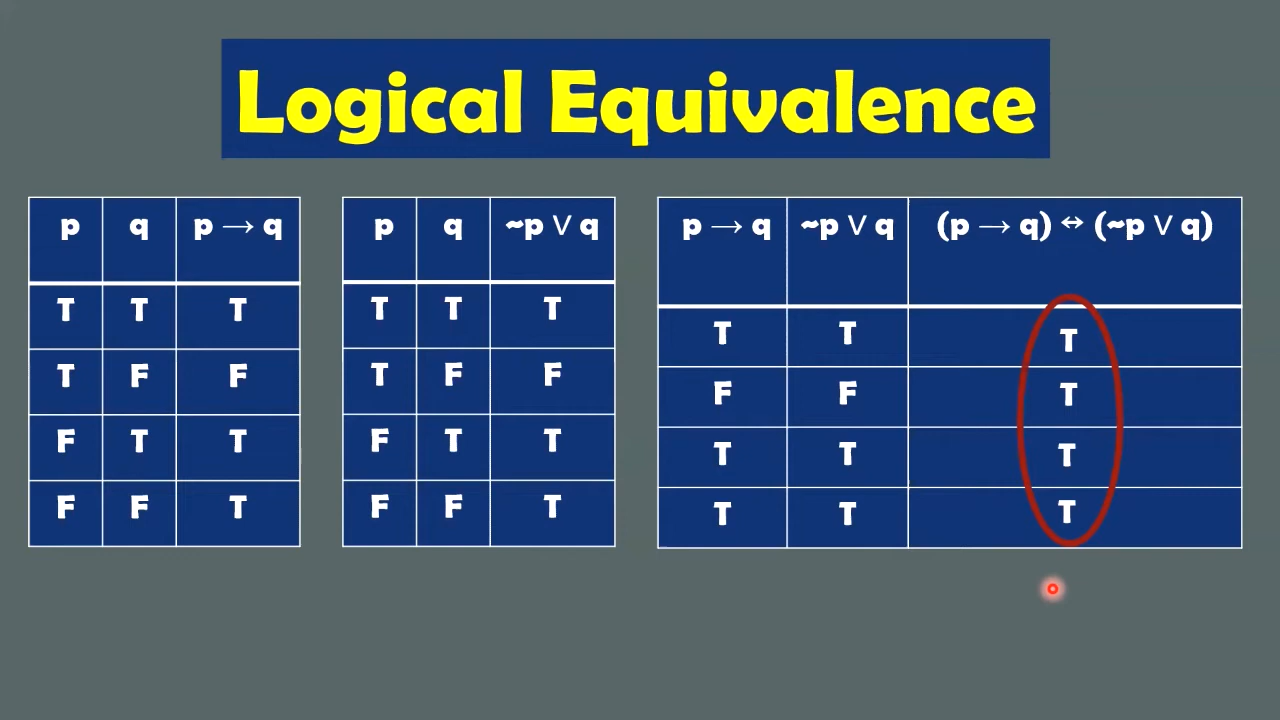 Logical Equivalence
p q p → q
T T T
T F F
F T T
F F T
p q ~p ∨ q
T T T
T F F
F T T
F F T
p → q ~p ∨ q (p → q) ↔ (~p ∨ q)
T T T
F F T
T T T
T T T